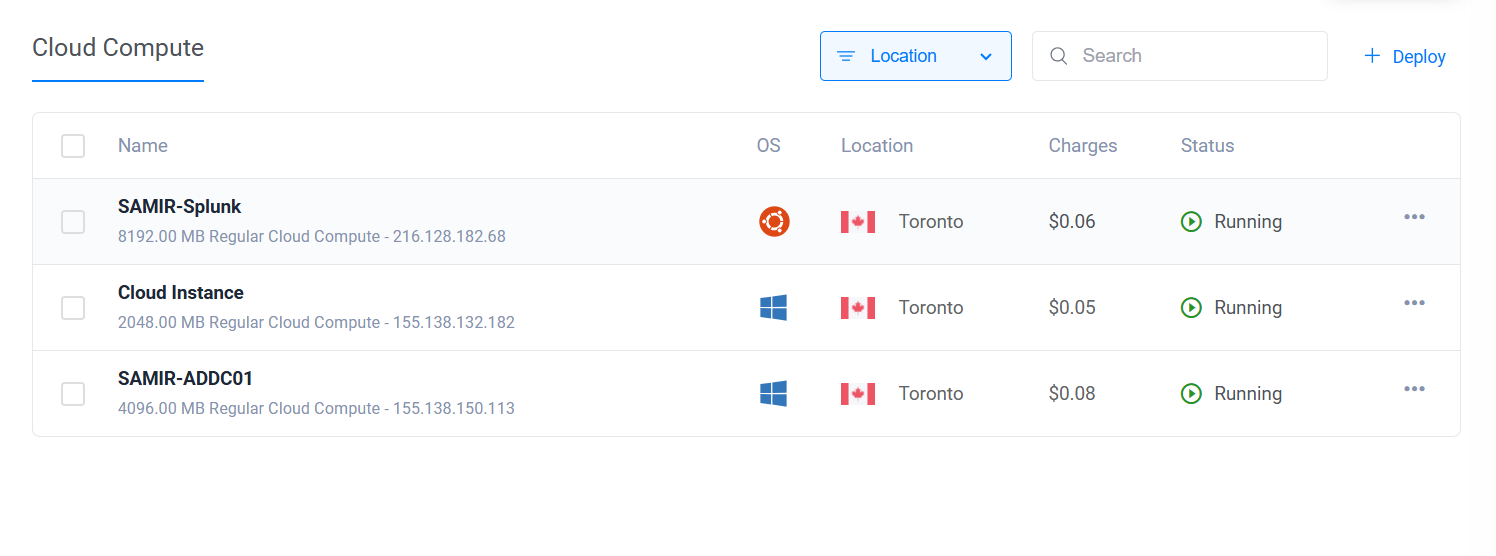 Cloud Compute
Location
Search
Deploy
Name OS Location Charges Status
SAMIR-Splunk
8192.00 MB Regular Cloud Compute - 216.128.182.68
Toronto $0.06 Running
Cloud Instance
2048.00 MB Regular Cloud Compute - 155.138.132.182
Toronto $0.05 Running
SAMIR-ADDC01
4096.00 MB Regular Cloud Compute - 155.138.150.113
Toronto $0.08 Running